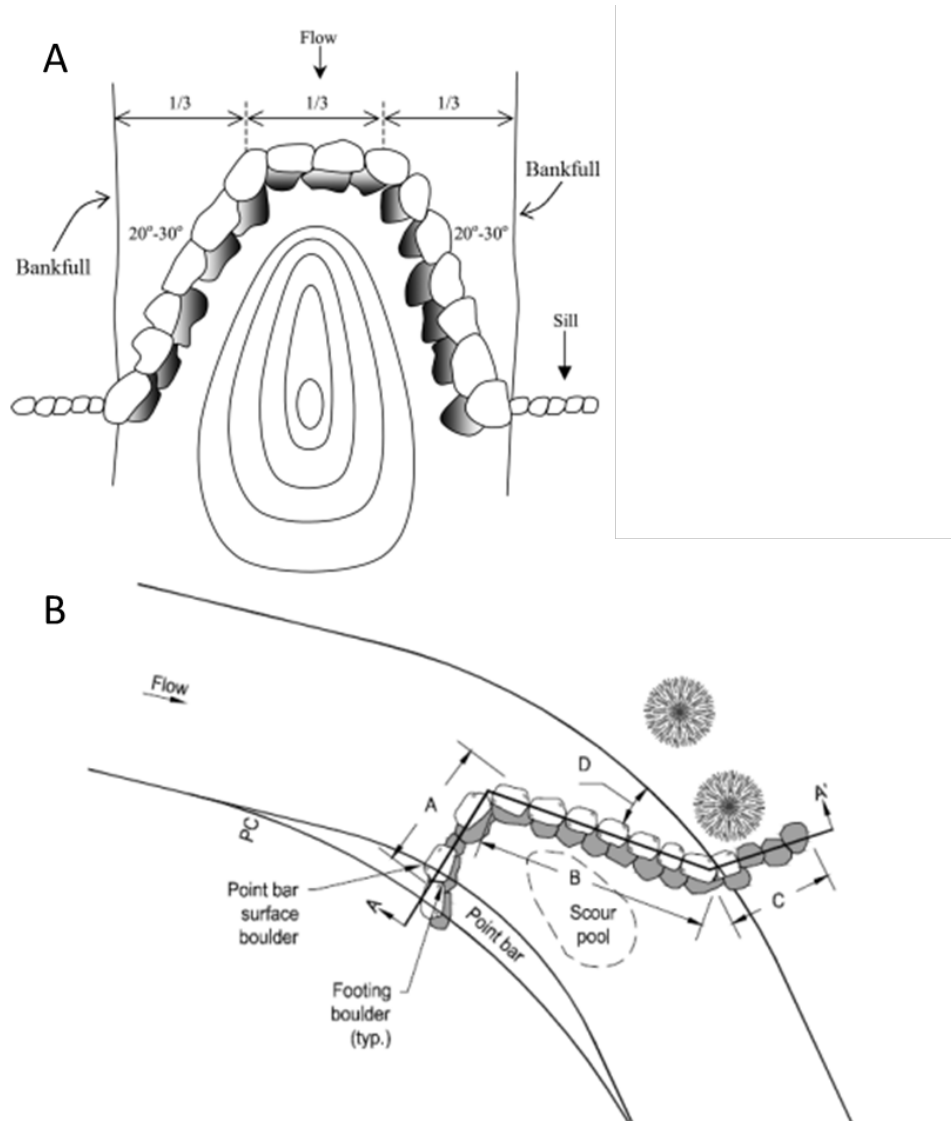 A
Flow
1/3 1/3 1/3
Bankfull
20°-30° 20°-30°
Bankfull
Sill
B
Flow
D
A
A'
PC
B
C
Point bar
surface
boulder
A
Scour
pool
Point bar
Footing
boulder
(typ.)